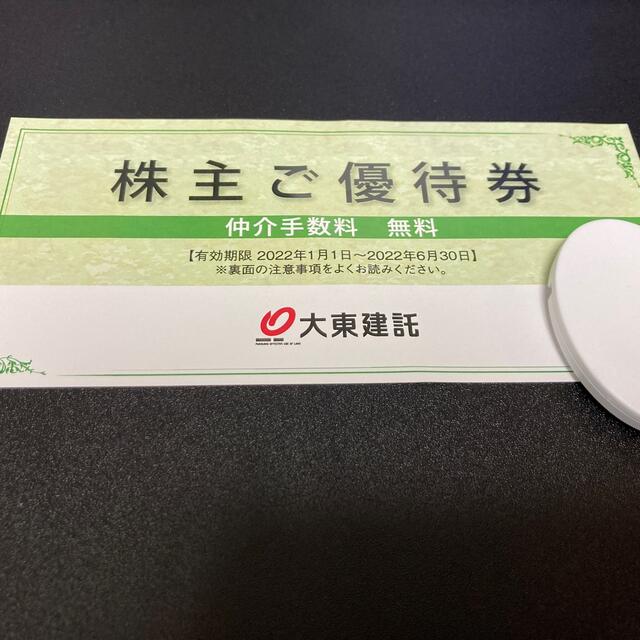 株主ご優待券
仲介手数料 無料
【有効期限 2022年1月1日～2022年6月30日】
※裏面の注意事項をよくお読みください。
大東建託